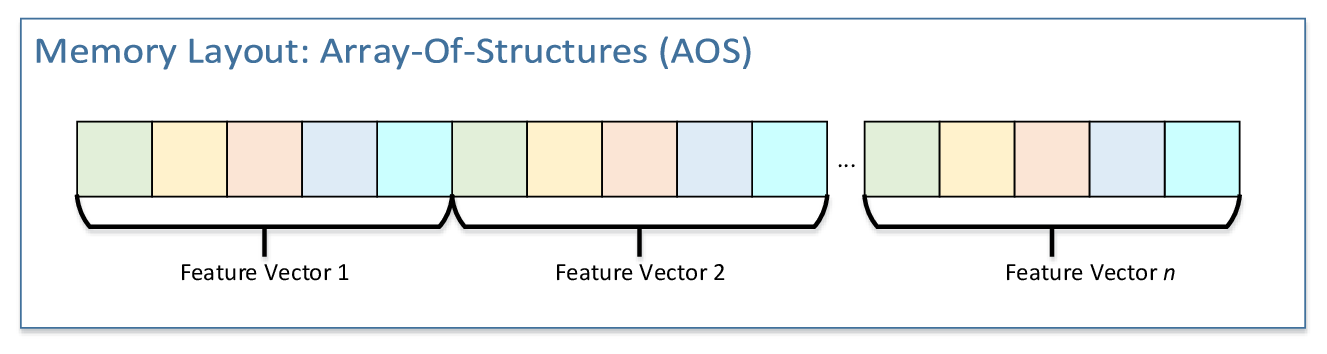 Memory Layout: Array-Of-Structures (AOS)
...
Feature Vector 1
Feature Vector 2
Feature Vector n